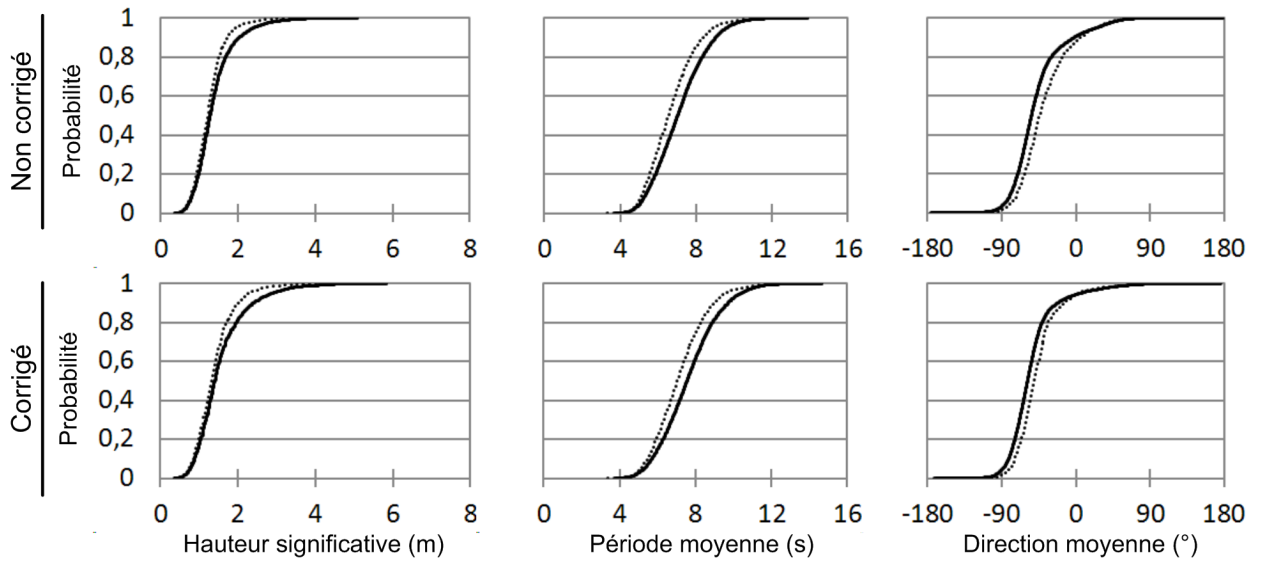 Non corrigé
Probabilité
1
0,8
0,6
0,4
0,2
0
0 2 4 6 8
0 4 8 12 16
-180 -90 0 90 180
Corrigé
Probabilité
1
0,8
0,6
0,4
0,2
0
0 2 4 6 8
0 4 8 12 16
-180 -90 0 90 180
Hauteur significative (m)
Période moyenne (s)
Direction moyenne (°)